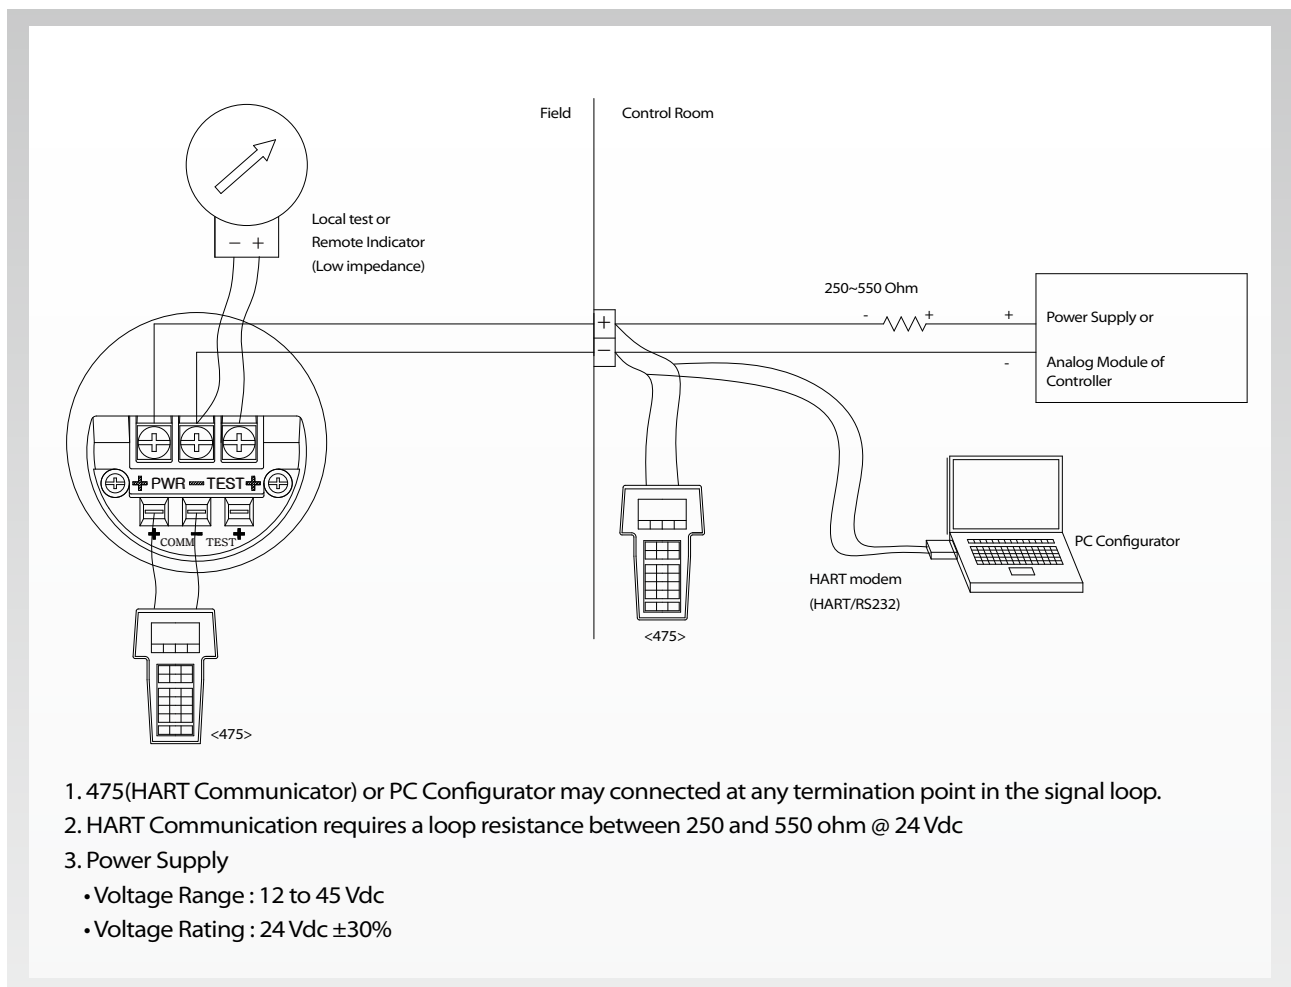 Field
Control Room
Local test or
Remote Indicator
(Low impedance)
− +
250~550 Ohm
- +
+
-
+
−
Power Supply or
Analog Module of
Controller
+ PWR − TEST +
+ COMM − TEST +
PC Configurator
HART modem
(HART/RS232)
<475>
<475>
1. 475(HART Communicator) or PC Configurator may connected at any termination point in the signal loop.
2. HART Communication requires a loop resistance between 250 and 550 ohm @ 24 Vdc
3. Power Supply
• Voltage Range : 12 to 45 Vdc
• Voltage Rating : 24 Vdc ±30%